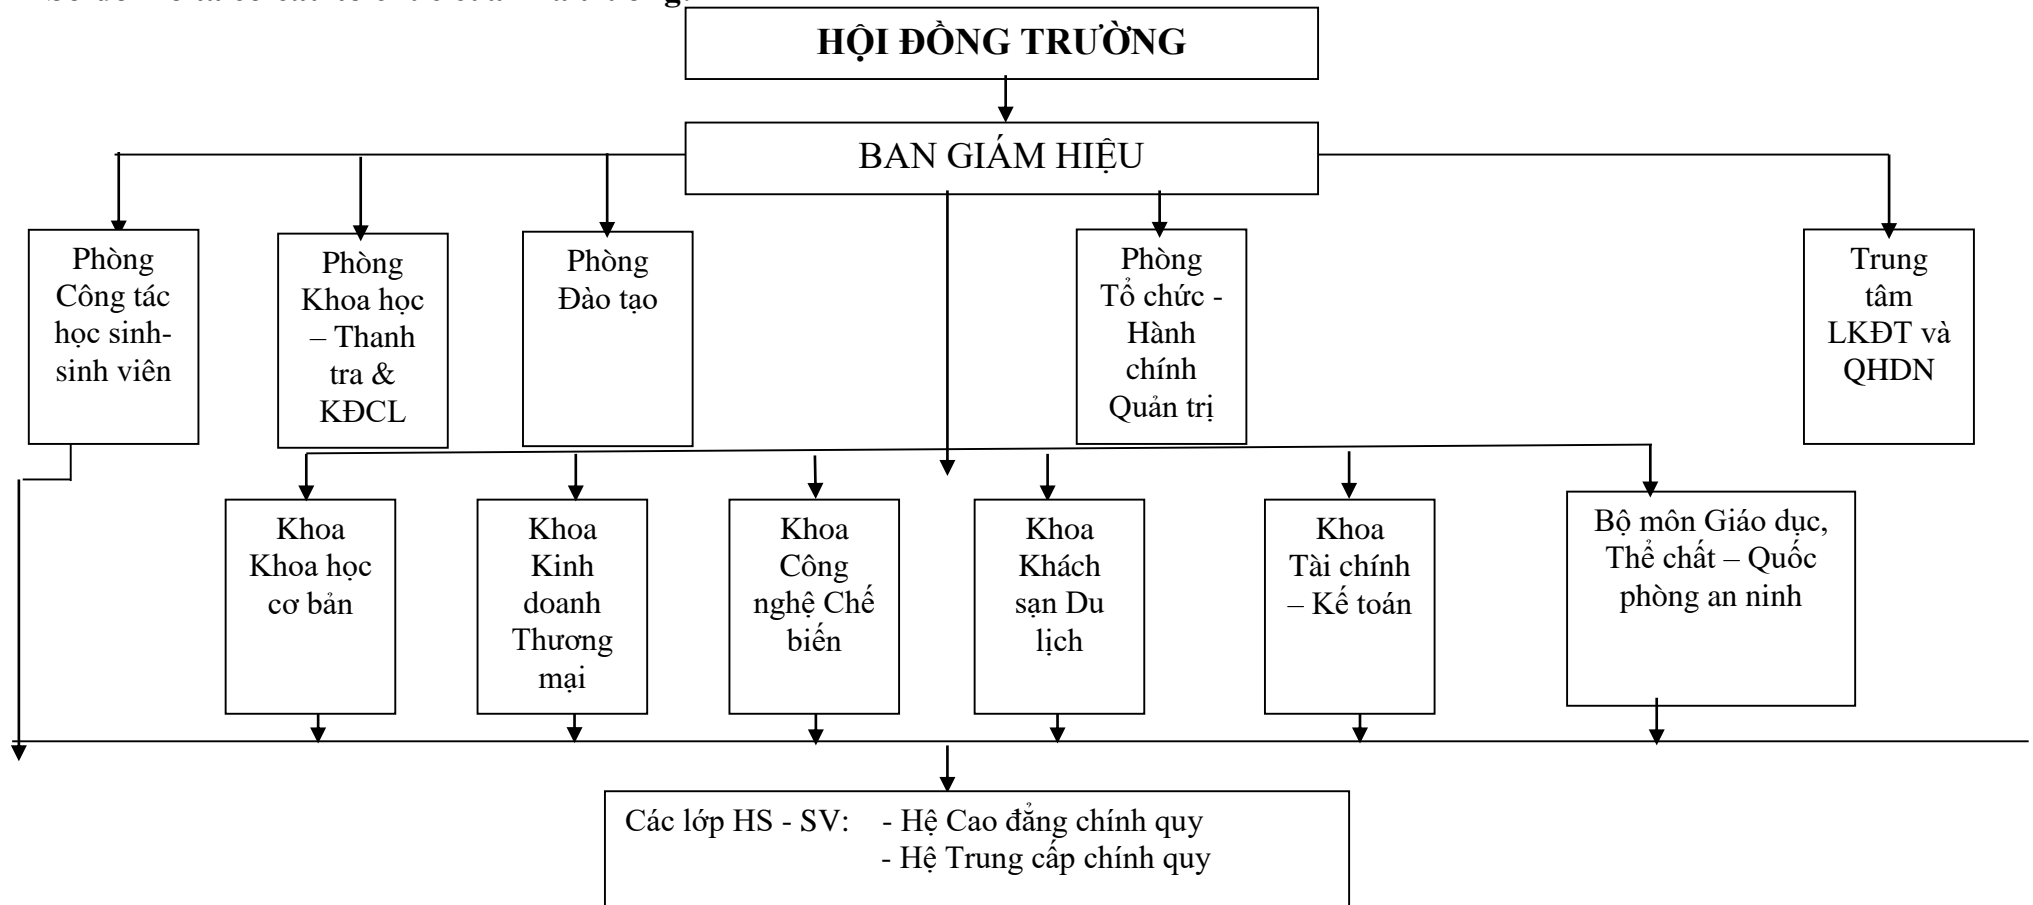 HỘI ĐỒNG TRƯỜNG
BAN GIÁM HIỆU
Phòng
Công tác
học sinh-
sinh viên
Phòng
Khoa học
– Thanh
tra &
KĐCL
Phòng
Đào tạo
Phòng
Tổ chức -
Hành
chính
Quản trị
Trung
tâm
LKĐT và
QHDN
Khoa
Khoa học
cơ bản
Khoa
Kinh
doanh
Thương
mại
Khoa
Công
nghệ Chế
biến
Khoa
Khách
sạn Du
lịch
Khoa
Tài chính
– Kế toán
Bộ môn Giáo dục,
Thể chất – Quốc
phòng an ninh
Các lớp HS - SV: - Hệ Cao đẳng chính quy
- Hệ Trung cấp chính quy